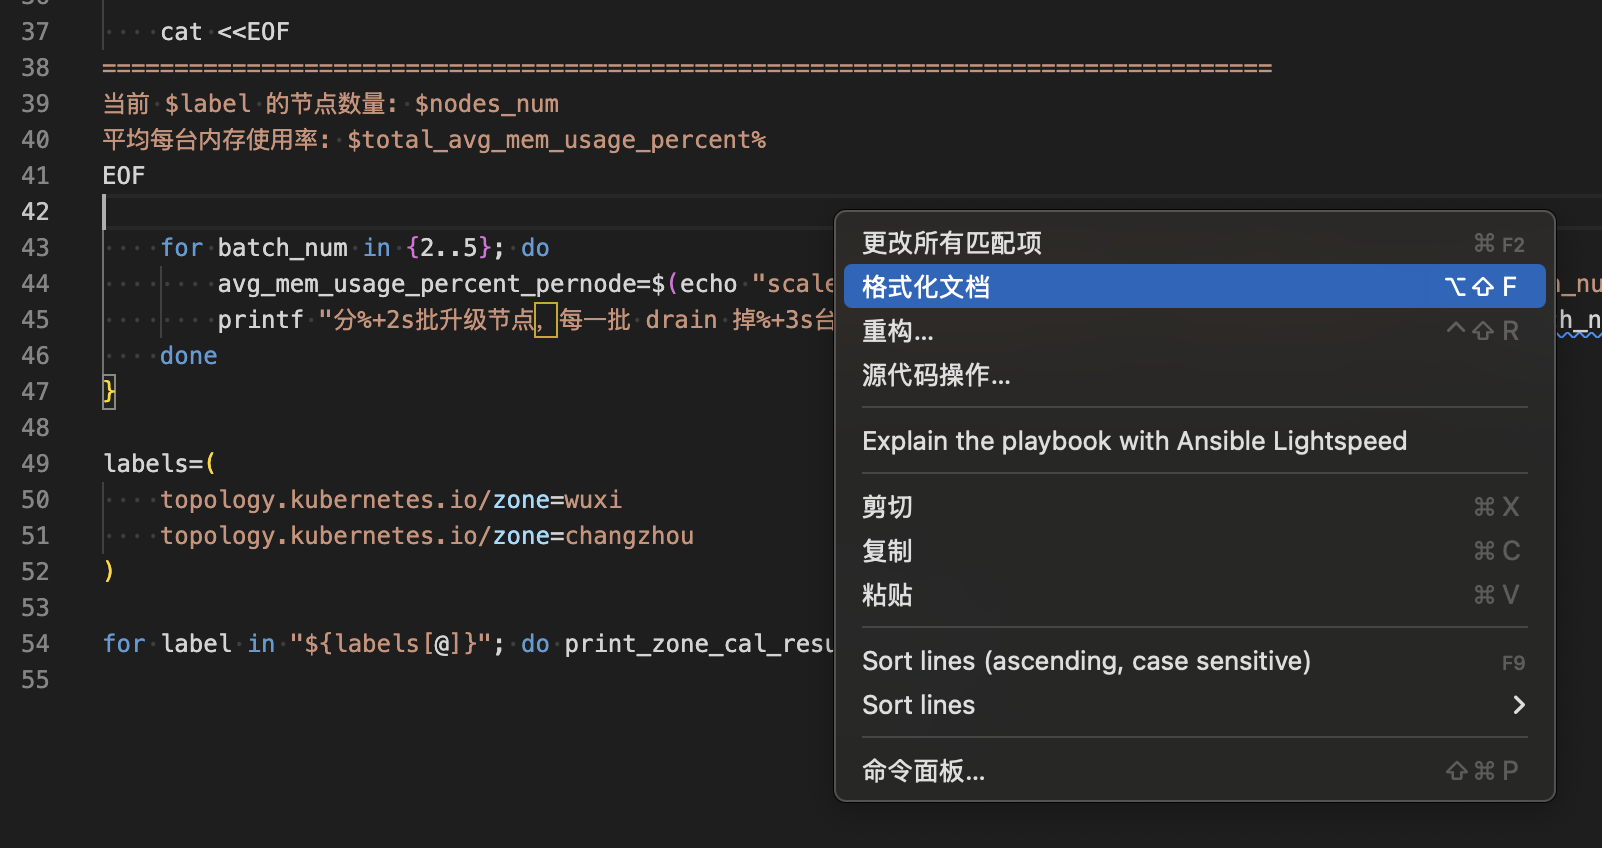 37 cat <<EOF
38 =================================================================================
39 当前 $label 的节点数量: $nodes_num
40 平均每台内存使用率: $total_avg_mem_usage_percent%
41 EOF
42
43 for batch_num in {2..5}; do
44 avg_mem_usage_percent_pernode=$(echo "scale
45 printf "分%+2s批升级节点，每一批 drain 掉%+3s台 h_n
46 done
47 }
48
49 labels=(
50 topology.kubernetes.io/zone=wuxi
51 topology.kubernetes.io/zone=changzhou
52 )
53
54 for label in "${labels[@]}"; do print_zone_cal_resu
55
更改所有匹配项 ⌘ F2
格式化文档 ⌥⇧ F
重构... ^⇧ R
源代码操作...
Explain the playbook with Ansible Lightspeed
剪切 ⌘ X
复制 ⌘ C
粘贴 ⌘ V
Sort lines (ascending, case sensitive) F9
Sort lines
命令面板... ⇧⌘ P